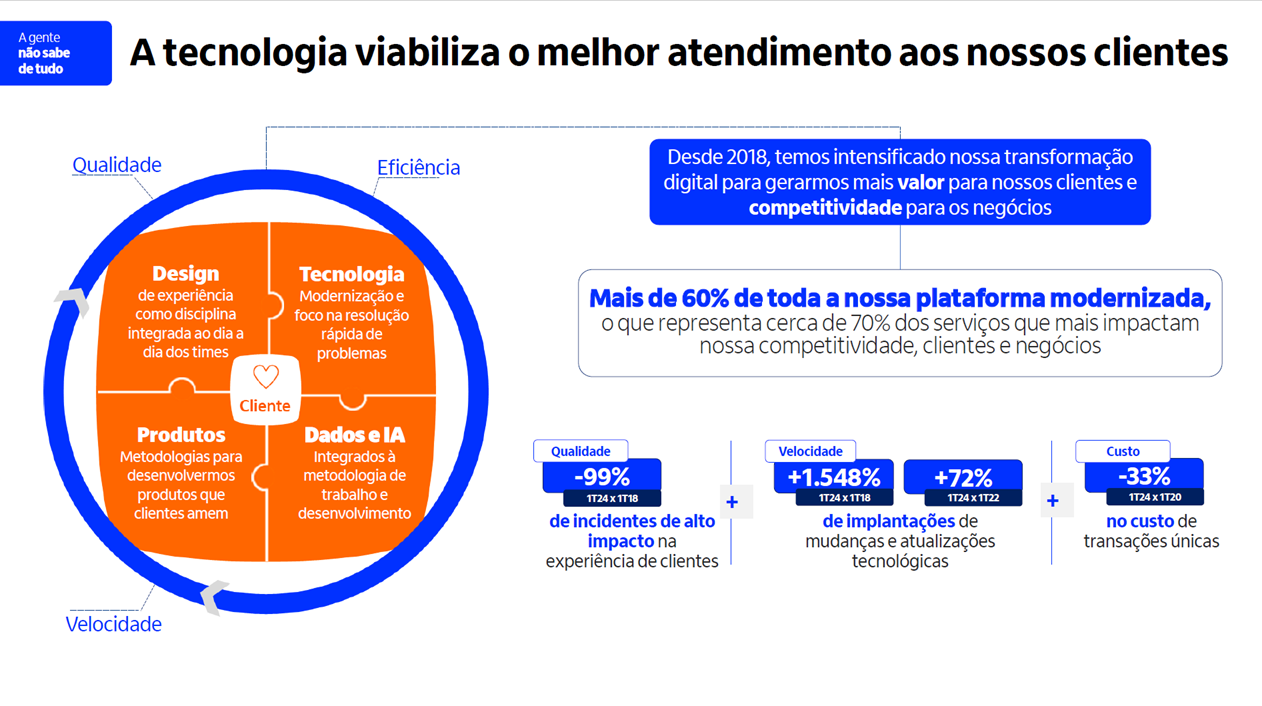 A gente
não sabe
de tudo
A tecnologia viabiliza o melhor atendimento aos nossos clientes
Qualidade
Eficiência
Design
de experiência
como disciplina
integrada ao dia a
dia dos times
Tecnologia
Modernização e
foco na resolução
rápida de
problemas
Cliente
Produtos
Metodologias para
desenvolvermos
produtos que
clientes amem
Dados e IA
Integrados à
metodologia de
trabalho e
desenvolvimento
Velocidade
Desde 2018, temos intensificado nossa transformação
digital para gerarmos mais valor para nossos clientes e
competitividade para os negócios
Mais de 60% de toda a nossa plataforma modernizada,
o que representa cerca de 70% dos serviços que mais impactam
nossa competitividade, clientes e negócios
Qualidade
-99%
1T24 x 1T18
de incidentes de alto
impacto na
experiência de clientes
+
Velocidade
+1.548%
1T24 x 1T18
+72%
1T24 x 1T22
de implantações de
mudanças e atualizações
tecnológicas
+
Custo
-33%
1T24 x 1T20
no custo de
transações únicas